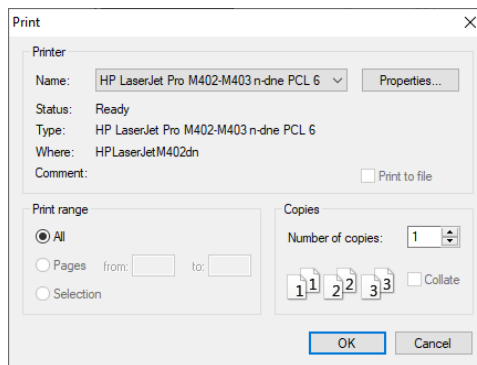 Print
Printer
Name: HP LaserJet Pro M402-M403 n-dne PCL 6 Properties...
Status: Ready
Type: HP LaserJet Pro M402-M403 n-dne PCL 6
Where: HPLaserJetM402dn
Comment: Print to file
Print range
All
Pages from: to:
Selection
Copies
Number of copies: 1
1 1 2 2 3 3 Collate
OK Cancel